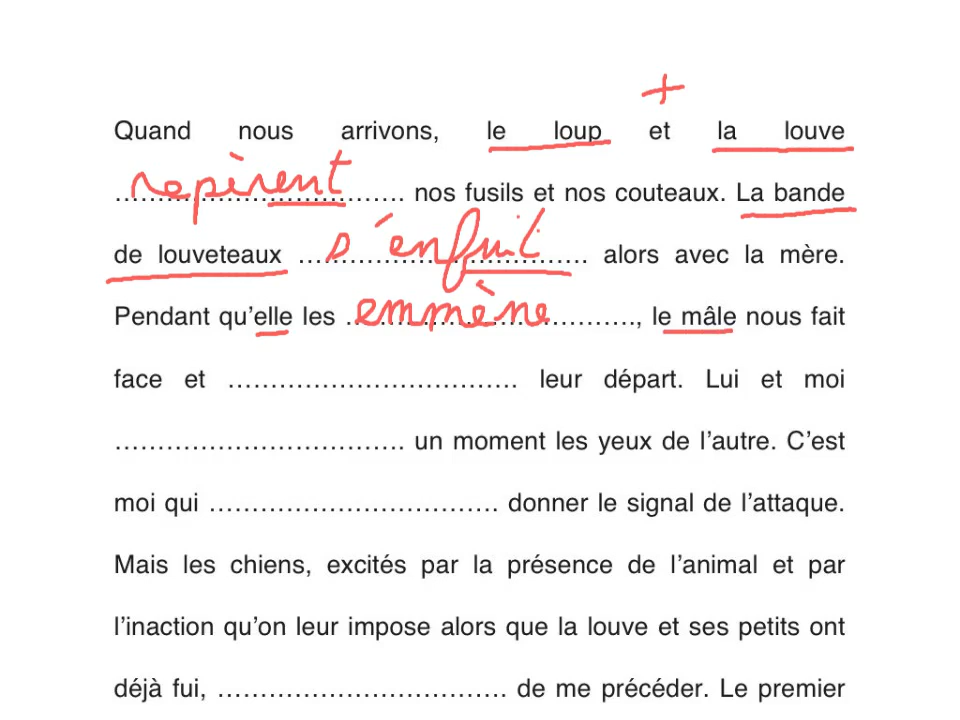 +
Quand nous arrivons, le loup et la louve
repèrent nos fusils et nos couteaux. La bande
de louveteaux s'enfuit alors avec la mère.
Pendant qu'elle les emmène, le mâle nous fait
face et ………………………… leur départ. Lui et moi
………………………… un moment les yeux de l'autre. C'est
moi qui ………………………… donner le signal de l'attaque.
Mais les chiens, excités par la présence de l'animal et par
l'inaction qu'on leur impose alors que la louve et ses petits ont
déjà fui, ………………………… de me précéder. Le premier